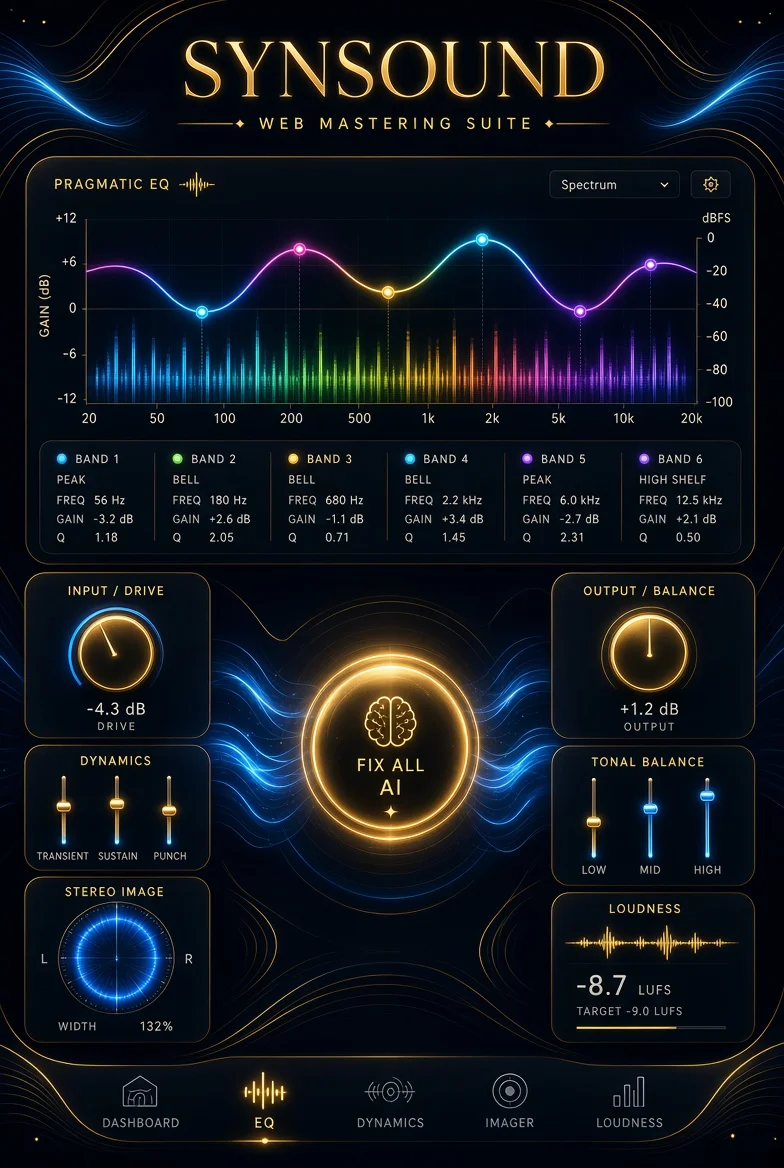 SYNSOUND
WEB MASTERING SUITE
PRAGMATIC EQ
Spectrum
+12
+6
0
-6
-12
GAIN (dB)
dBFS
0
-20
-40
-60
-80
-100
20 50 100 200 500 1k 2k 5k 10k 20k
BAND 1
PEAK
FREQ 56 Hz
GAIN -3.2 dB
Q 1.18
BAND 2
BELL
FREQ 180 Hz
GAIN +2.6 dB
Q 2.05
BAND 3
BELL
FREQ 680 Hz
GAIN -1.1 dB
Q 0.71
BAND 4
BELL
FREQ 2.2 kHz
GAIN +3.4 dB
Q 1.45
BAND 5
PEAK
FREQ 6.0 kHz
GAIN -2.7 dB
Q 2.31
BAND 6
HIGH SHELF
FREQ 12.5 kHz
GAIN +2.1 dB
Q 0.50
INPUT / DRIVE
-4.3 dB
DRIVE
DYNAMICS
TRANSIENT SUSTAIN PUNCH
STEREO IMAGE
L R
WIDTH 132%
FIX ALL
AI
OUTPUT / BALANCE
+1.2 dB
OUTPUT
TONAL BALANCE
LOW MID HIGH
LOUDNESS
-8.7 LUFS
TARGET -9.0 LUFS
DASHBOARD EQ DYNAMICS IMAGER LOUDNESS